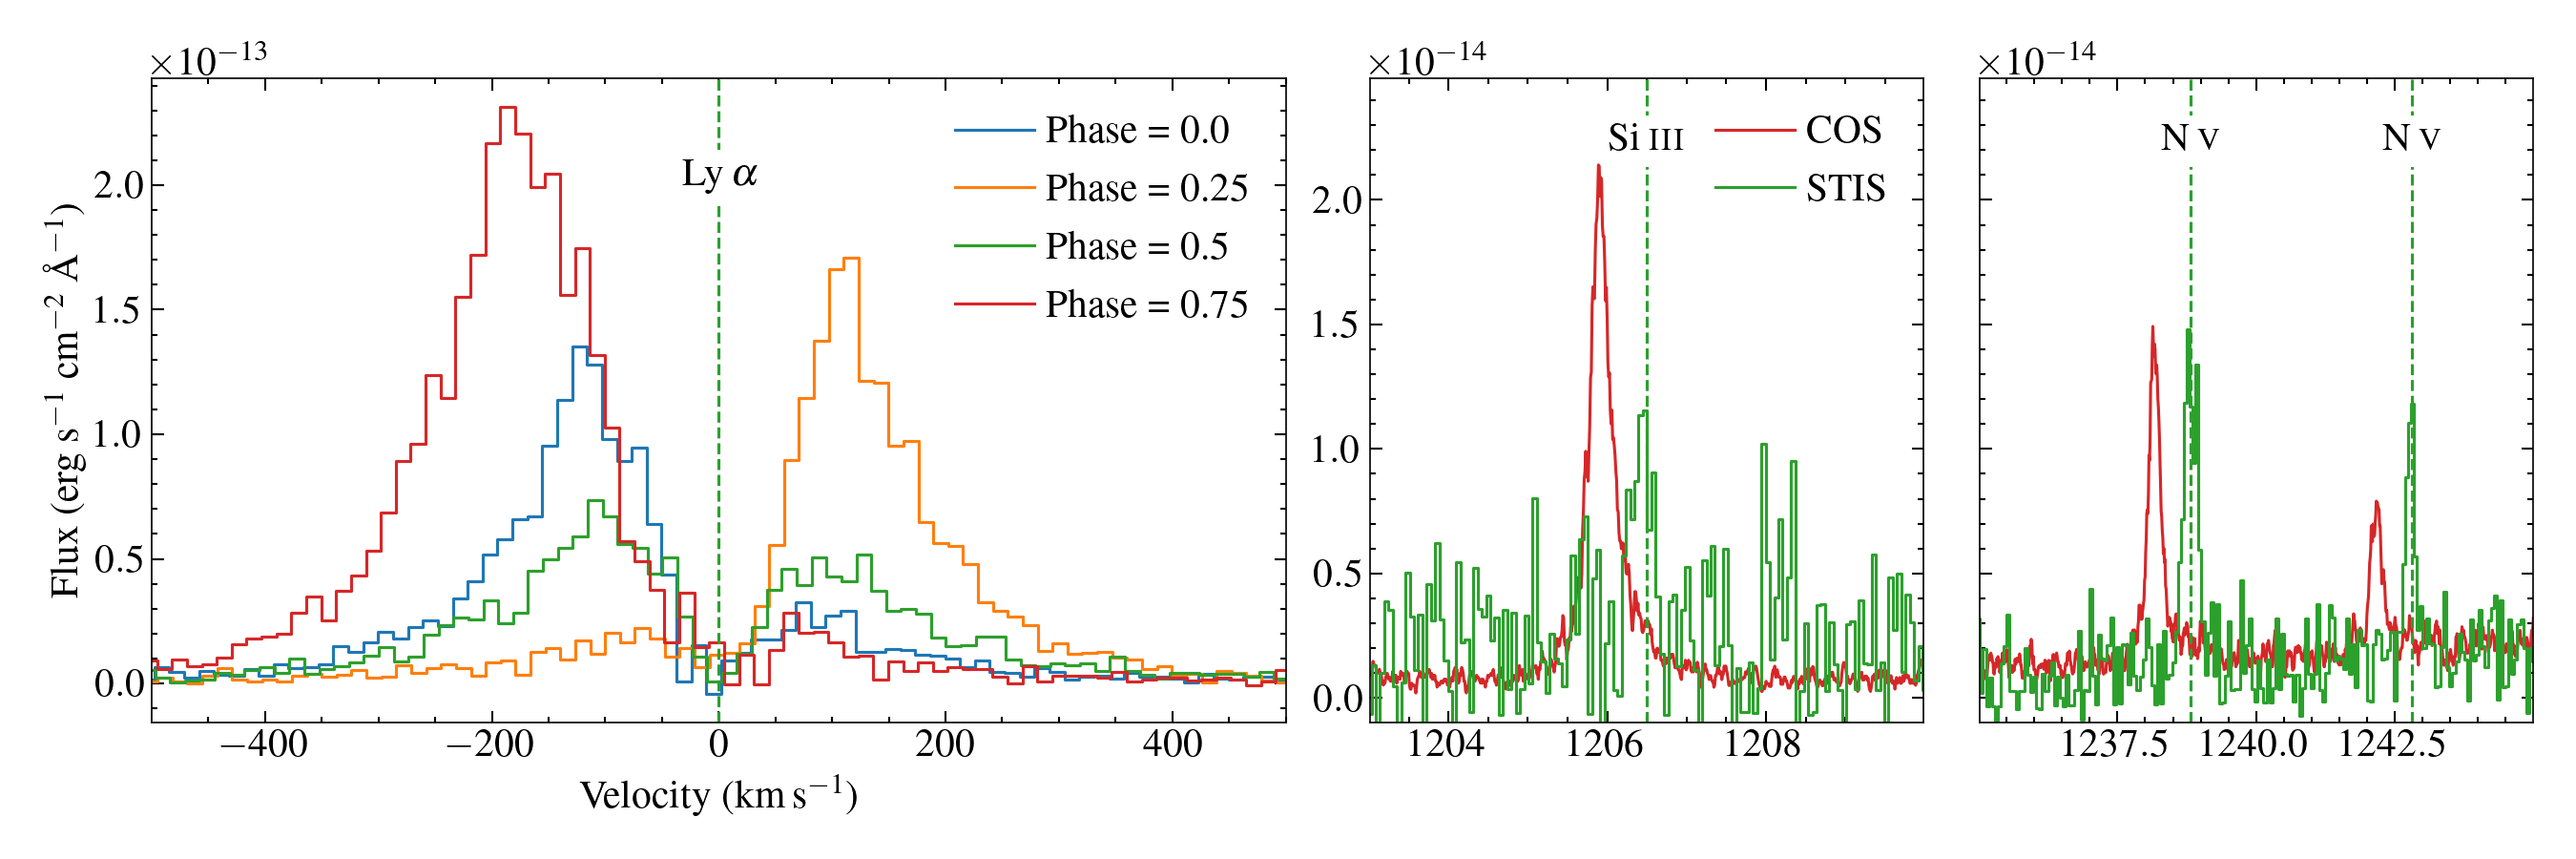 ×10⁻¹³
Flux (erg s⁻¹ cm⁻² Å⁻¹)
2.0
1.5
1.0
0.5
0.0
Ly α
Phase = 0.0
Phase = 0.25
Phase = 0.5
Phase = 0.75
−400 −200 0 200 400
Velocity (km s⁻¹)
×10⁻¹⁴
2.0
1.5
1.0
0.5
0.0
Si III
COS
STIS
1204 1206 1208
×10⁻¹⁴
N V N V
1237.5 1240.0 1242.5